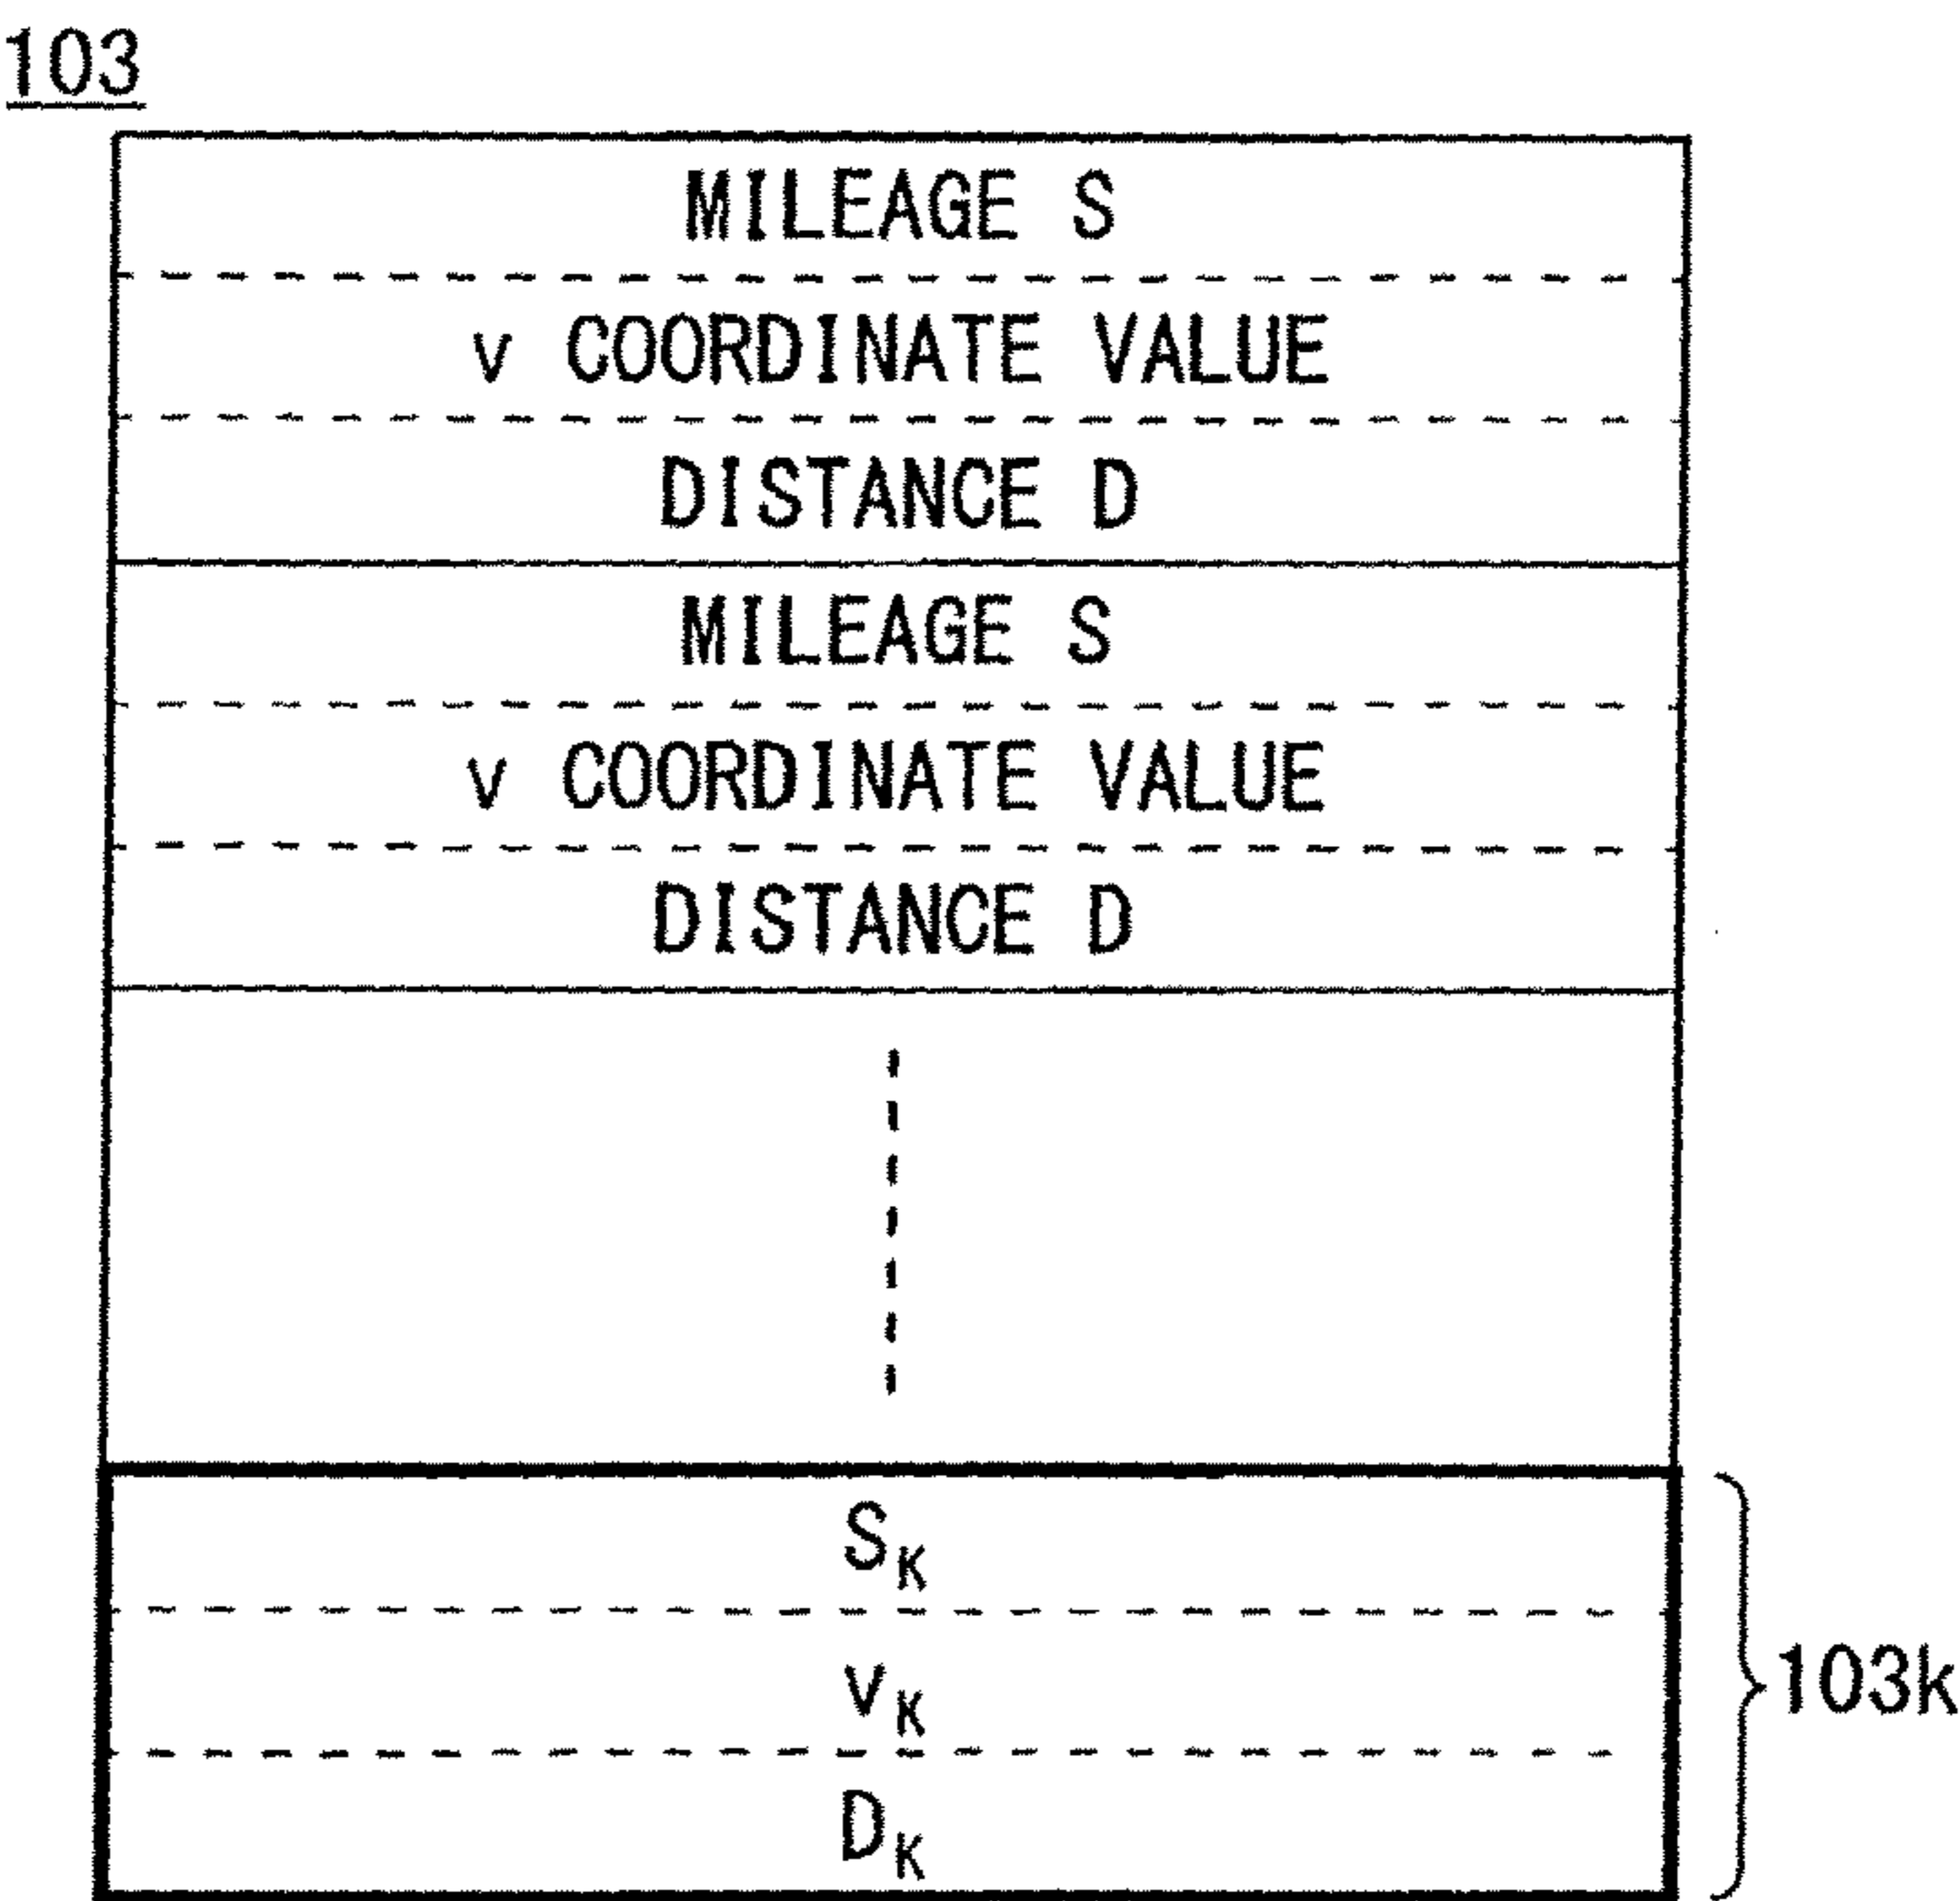 103
MILEAGE S
v COORDINATE VALUE
DISTANCE D
MILEAGE S
v COORDINATE VALUE
DISTANCE D
S_K
v_K
D_K
103k